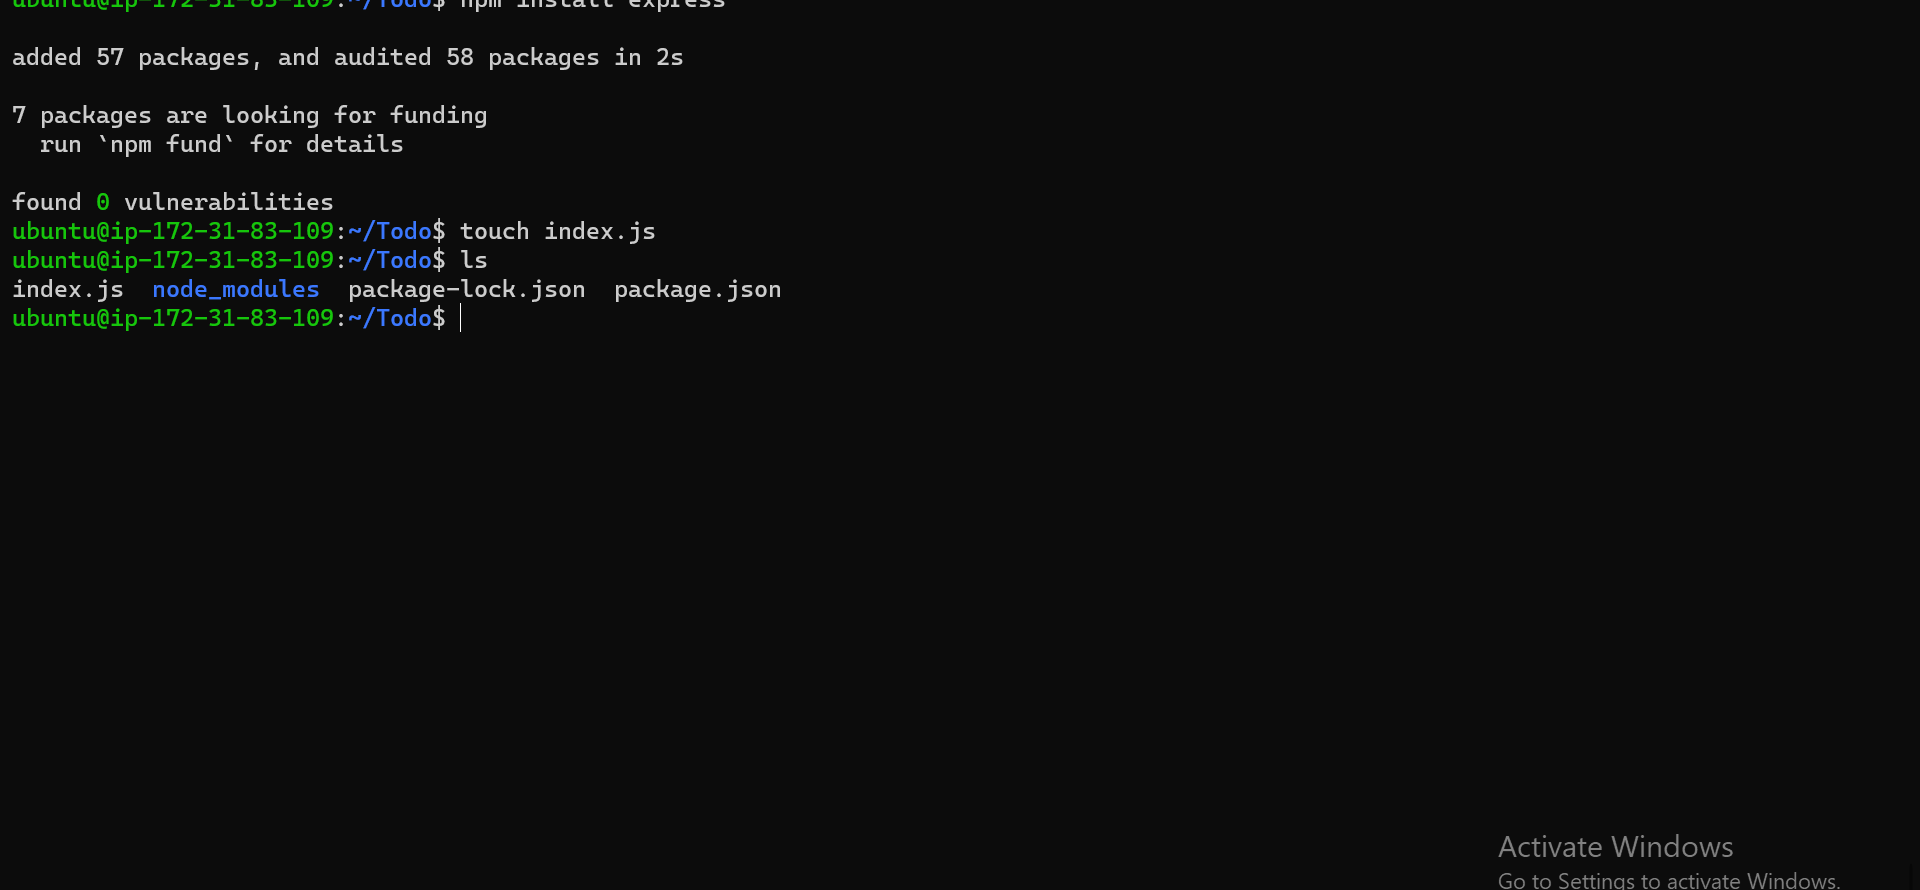 ubuntu@ip-172-31-83-109:~/Todo$ npm install express
added 57 packages, and audited 58 packages in 2s
7 packages are looking for funding
  run `npm fund` for details
found 0 vulnerabilities
ubuntu@ip-172-31-83-109:~/Todo$ touch index.js
ubuntu@ip-172-31-83-109:~/Todo$ ls
index.js  node_modules  package-lock.json  package.json
ubuntu@ip-172-31-83-109:~/Todo$
Activate Windows
Go to Settings to activate Windows.